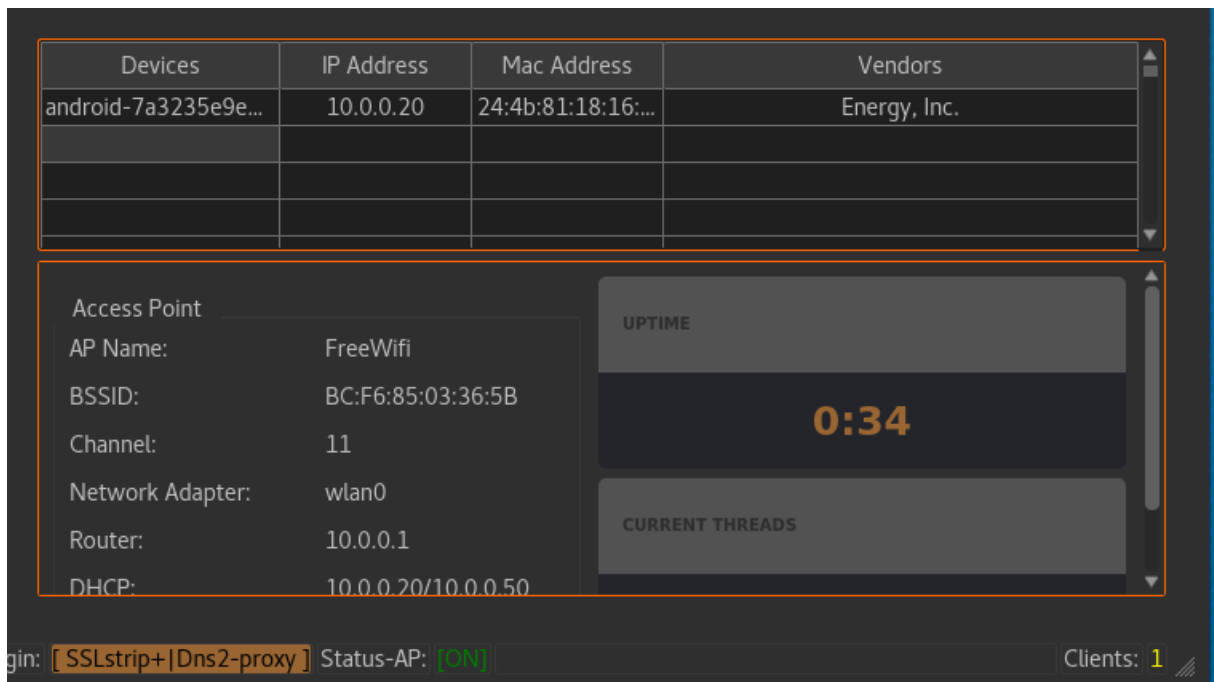 Devices IP Address Mac Address Vendors
android-7a3235e9e... 10.0.0.20 24:4b:81:18:16:... Energy, Inc.
Access Point
AP Name: FreeWifi
BSSID: BC:F6:85:03:36:5B
Channel: 11
Network Adapter: wlan0
Router: 10.0.0.1
DHCP: 10.0.0.20/10.0.0.50
UPTIME
0:34
CURRENT THREADS
gin: [ SSLstrip+|Dns2-proxy ] Status-AP: [ON] Clients: 1